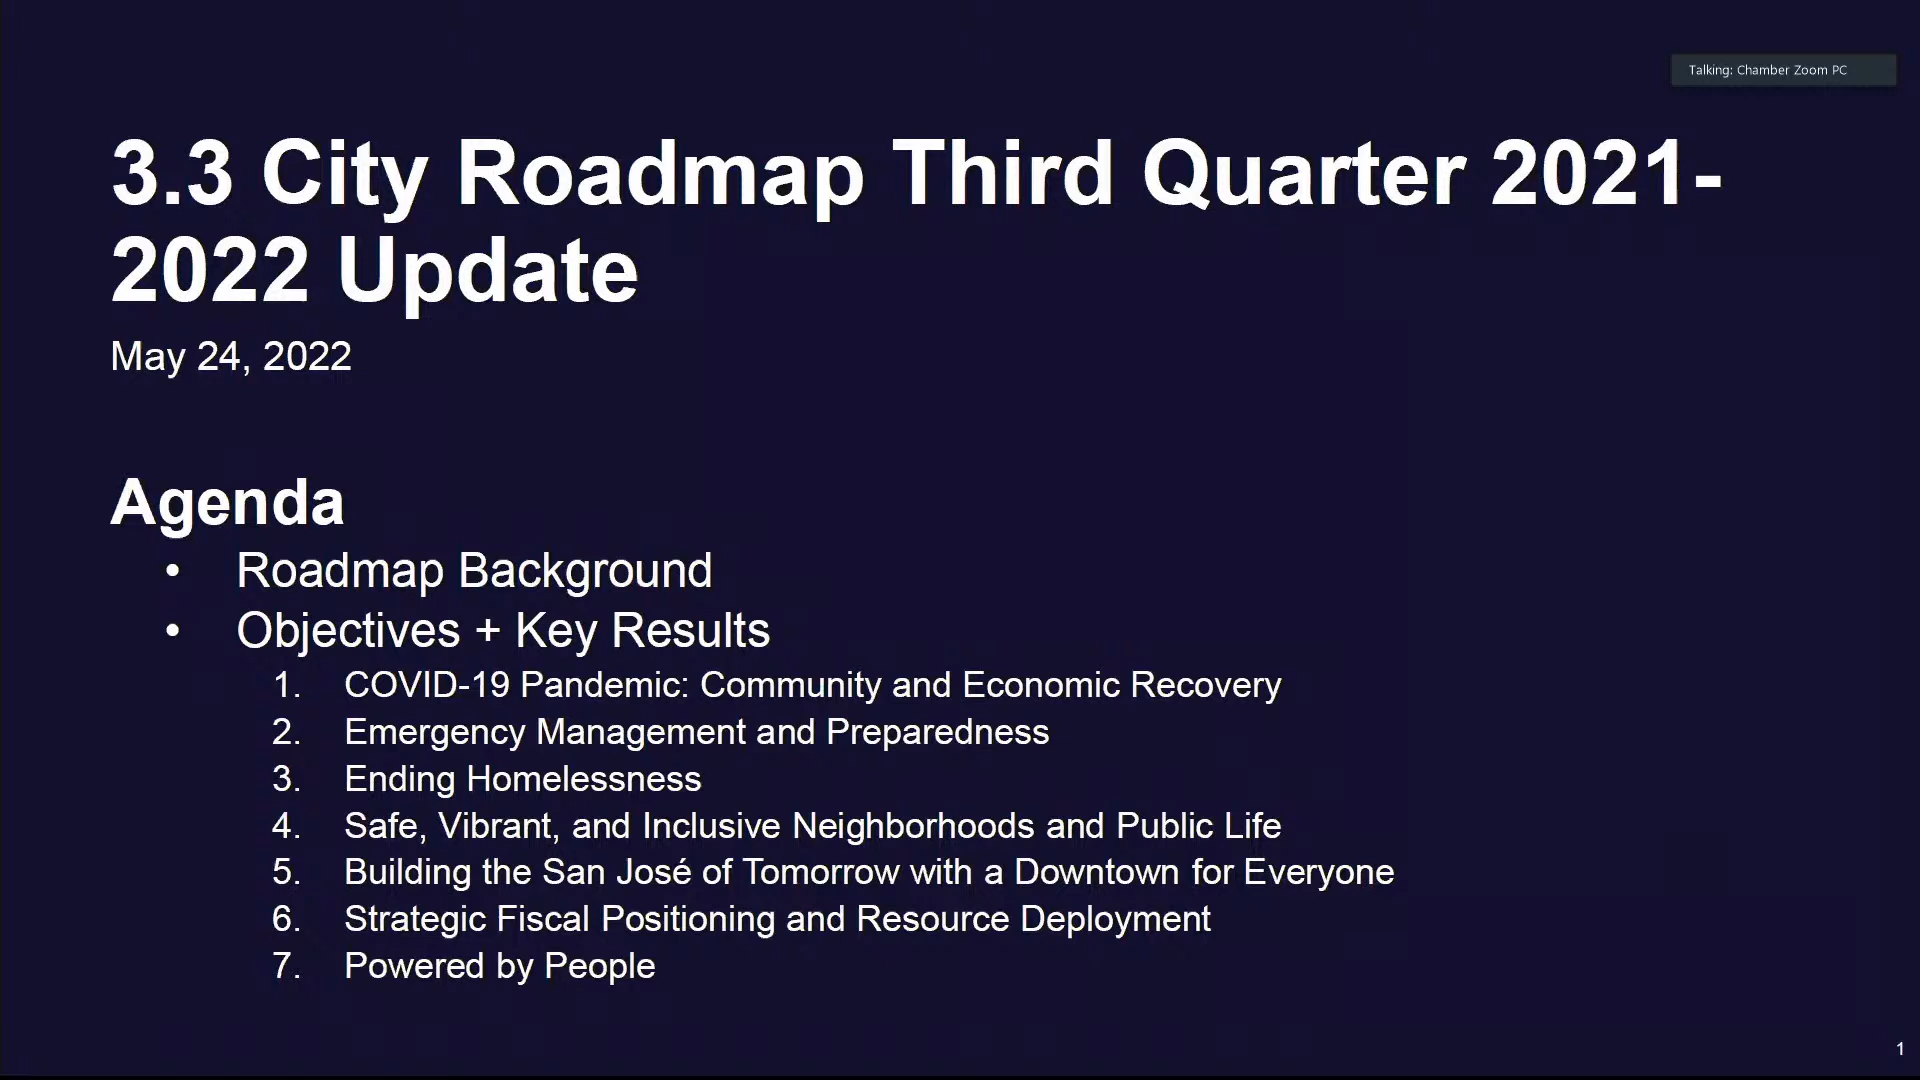 Talking: Chamber Zoom PC
3.3 City Roadmap Third Quarter 2021-
2022 Update
May 24, 2022
Agenda
• Roadmap Background
• Objectives + Key Results
1. COVID-19 Pandemic: Community and Economic Recovery
2. Emergency Management and Preparedness
3. Ending Homelessness
4. Safe, Vibrant, and Inclusive Neighborhoods and Public Life
5. Building the San José of Tomorrow with a Downtown for Everyone
6. Strategic Fiscal Positioning and Resource Deployment
7. Powered by People
1